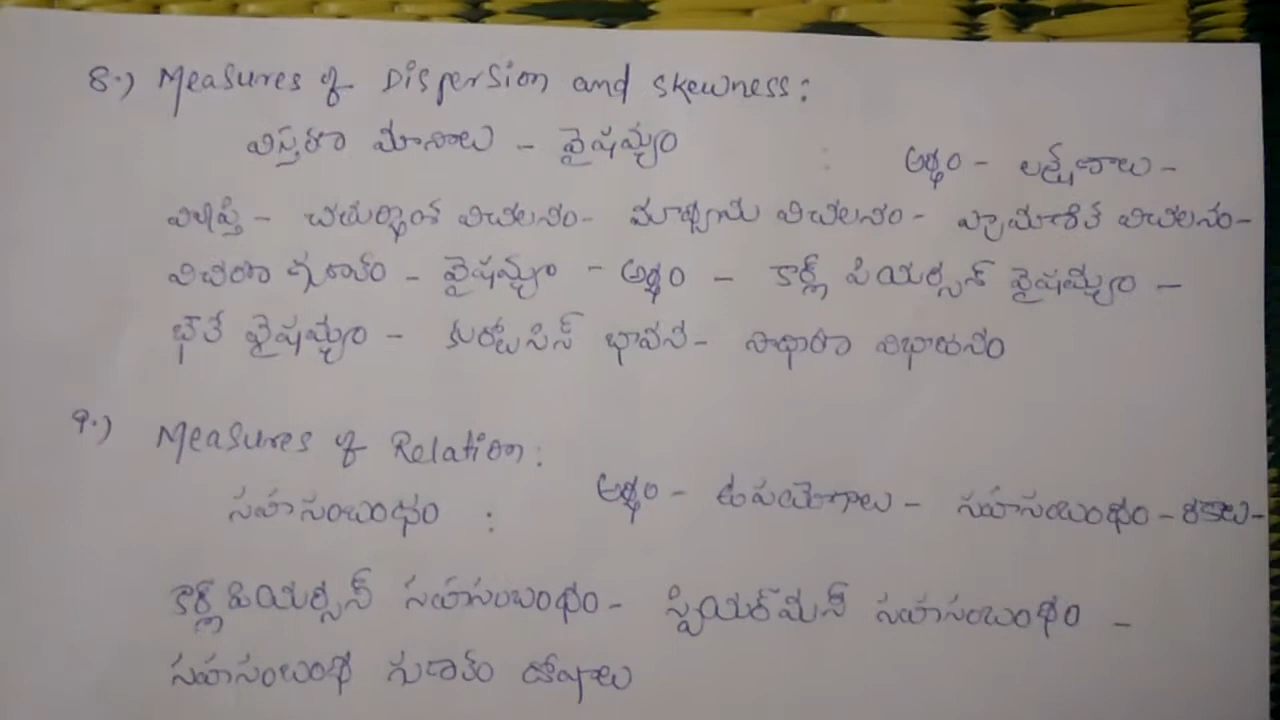 8.) Measures of Dispersion and Skewness:
విస్తరణ మానాలు - వైషమ్యం : అర్థం - లక్షణాలు -
విస్తృతి - చతుర్థాంశ విచలనం - మాధ్యమ విచలనం - క్రమానుగత విచలనం -
విచరణ గుణకం - వైషమ్యం - అర్థం - కార్ల్ పియర్సన్ వైషమ్యం -
బౌలే వైషమ్యం - కుర్టోసిస్ భావన - సాధారణ విభాజనం
9.) Measures of Relation:
సహసంబంధం : అర్థం - ఉపయోగాలు - సహసంబంధం - రకాలు -
కార్ల్ పియర్సన్ సహసంబంధం - స్పియర్‌మన్ సహసంబంధం -
సహసంబంధ గుణకం దోషాలు